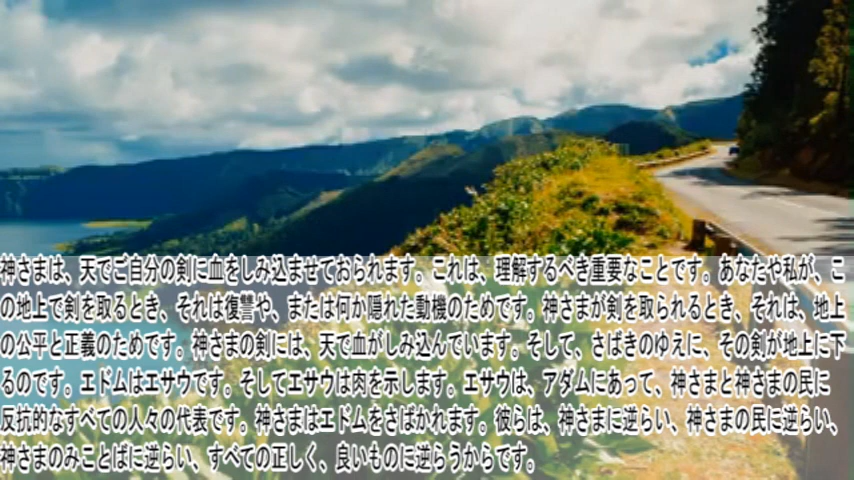 神さまは、天でご自分の剣に血をしみ込ませておられます。これは、理解するべき重要なことです。あなたや私が、こ
の地上で剣を取るとき、それは復讐や、または何か隠れた動機のためです。神さまが剣を取られるとき、それは、地上
の公平と正義のためです。神さまの剣には、天で血がしみ込んでいます。そして、さばきのゆえに、その剣が地上に下
るのです。エドムはエサウです。そしてエサウは肉を示します。エサウは、アダムにあって、神さまと神さまの民に
反抗的なすべての人々の代表です。神さまはエドムをさばかれます。彼らは、神さまに逆らい、神さまの民に逆らい、
神さまのみことばに逆らい、すべての正しく、良いものに逆らうからです。